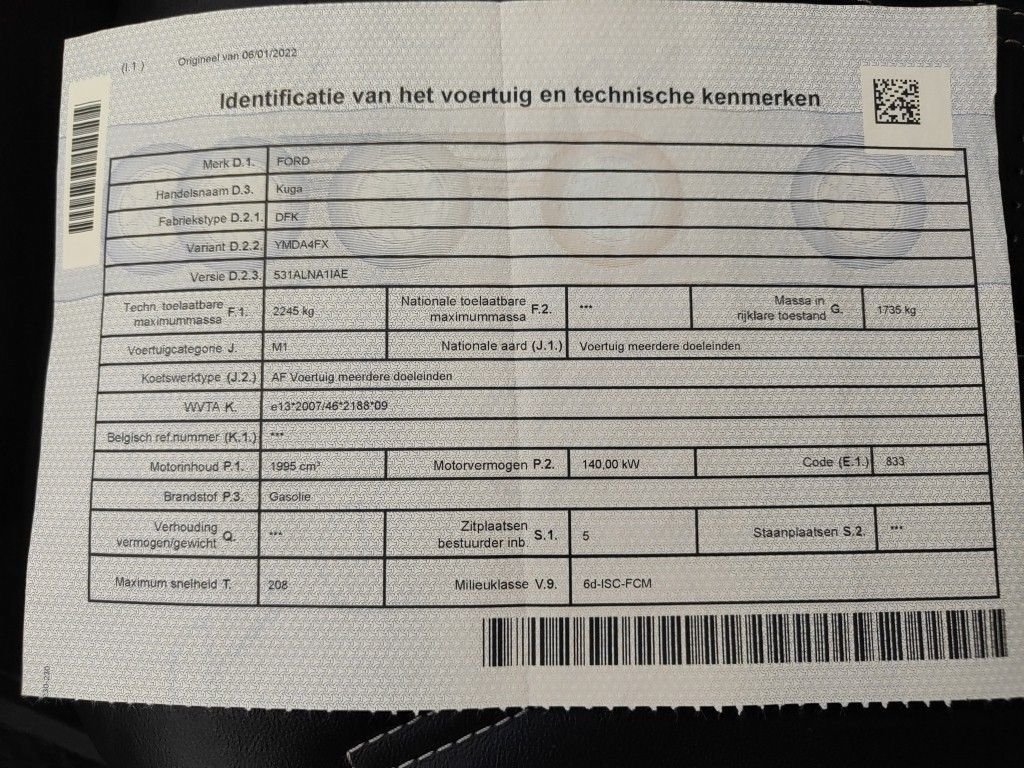 (I.1) Origineel van 06/01/2022
Identificatie van het voertuig en technische kenmerken
Merk D.1. FORD
Handelsnaam D.3. Kuga
Fabriekstype D.2.1. DFK
Variant D.2.2. YMDA4FX
Versie D.2.3. 531ALNA1IAE
Techn. toelaatbare maximummassa F.1. 2245 kg Nationale toelaatbare maximummassa F.2. *** Massa in rijklare toestand G. 1735 kg
Voertuigcategorie J. M1 Nationale aard (J.1.) Voertuig meerdere doeleinden
Koetswerktype (J.2.) AF Voertuig meerdere doeleinden
WVTA K. e13*2007/46*2188*09
Belgisch ref.nummer (K.1.) ***
Motorinhoud P.1. 1995 cm³ Motorvermogen P.2. 140,00 kW Code (E.1.) 833
Brandstof P.3. Gasolie
Verhouding vermogen/gewicht Q. *** Zitplaatsen bestuurder inb. S.1. 5 Staanplaatsen S.2. ***
Maximum snelheid T. 208 Milieuklasse V.9. 6d-ISC-FCM